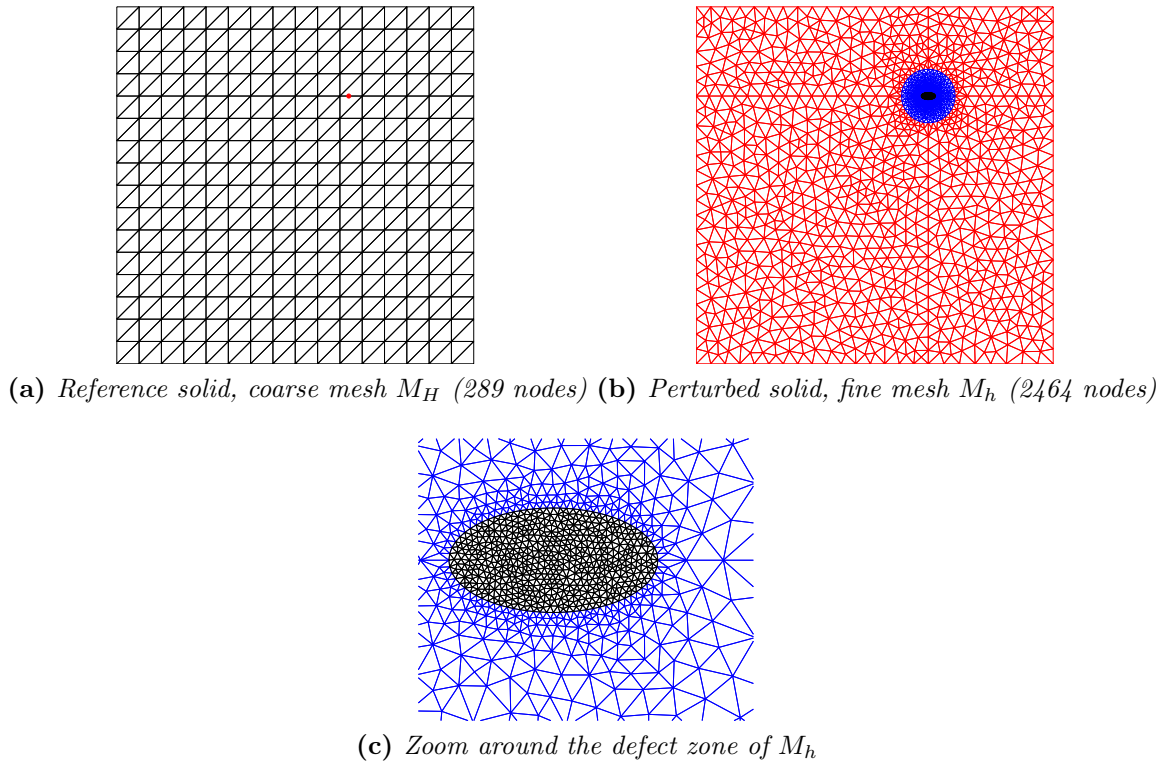 (a) Reference solid, coarse mesh M_H (289 nodes) (b) Perturbed solid, fine mesh M_h (2464 nodes)
(c) Zoom around the defect zone of M_h